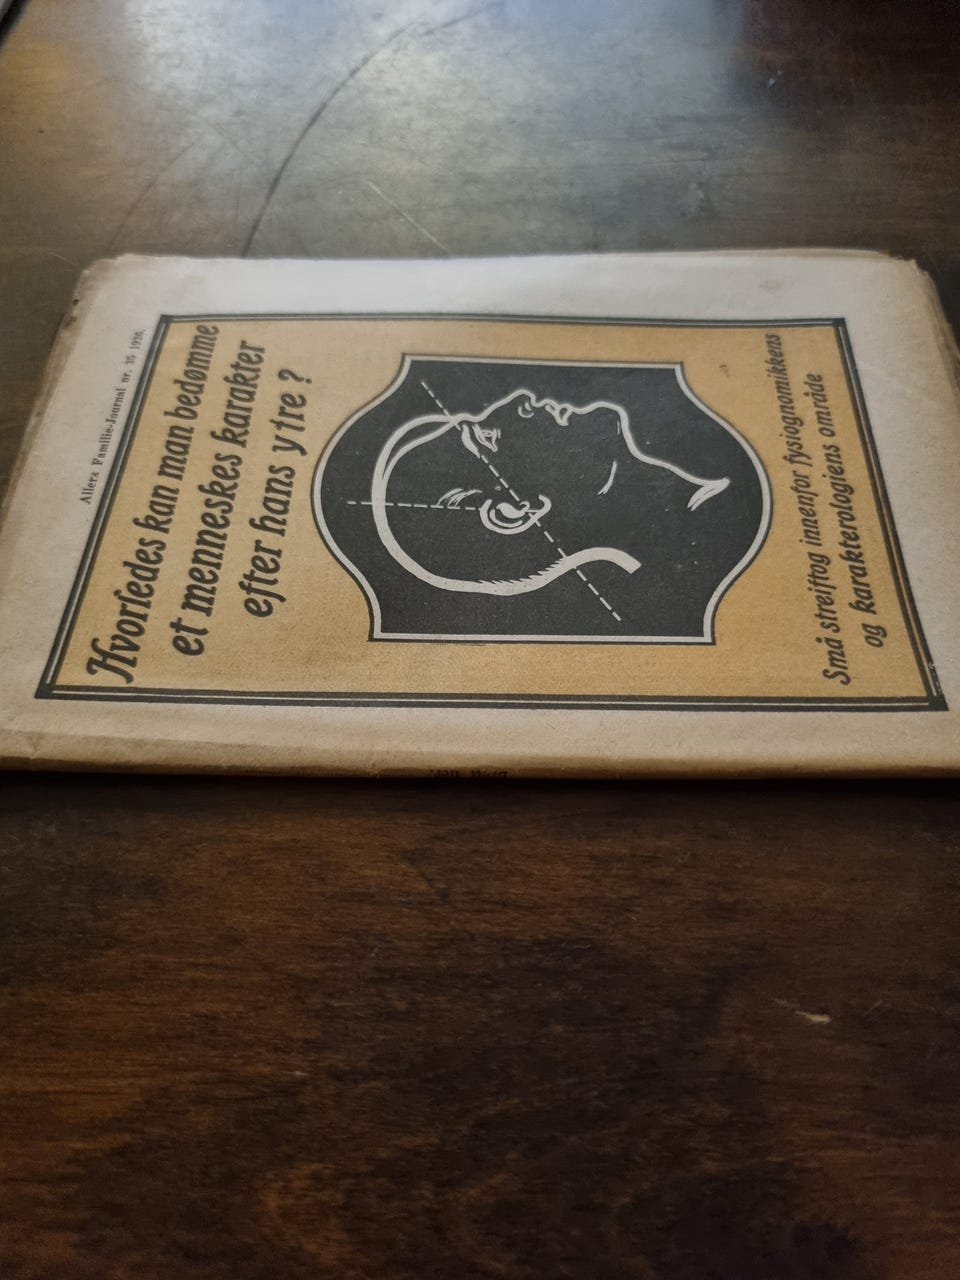 Allers Familie-Journal nr. 35 1926.
Hvorledes kan man bedømme
et menneskes karakter
efter hans ytre ?
Små streiftog innenfor fysiognomikkens
og karakterologiens område